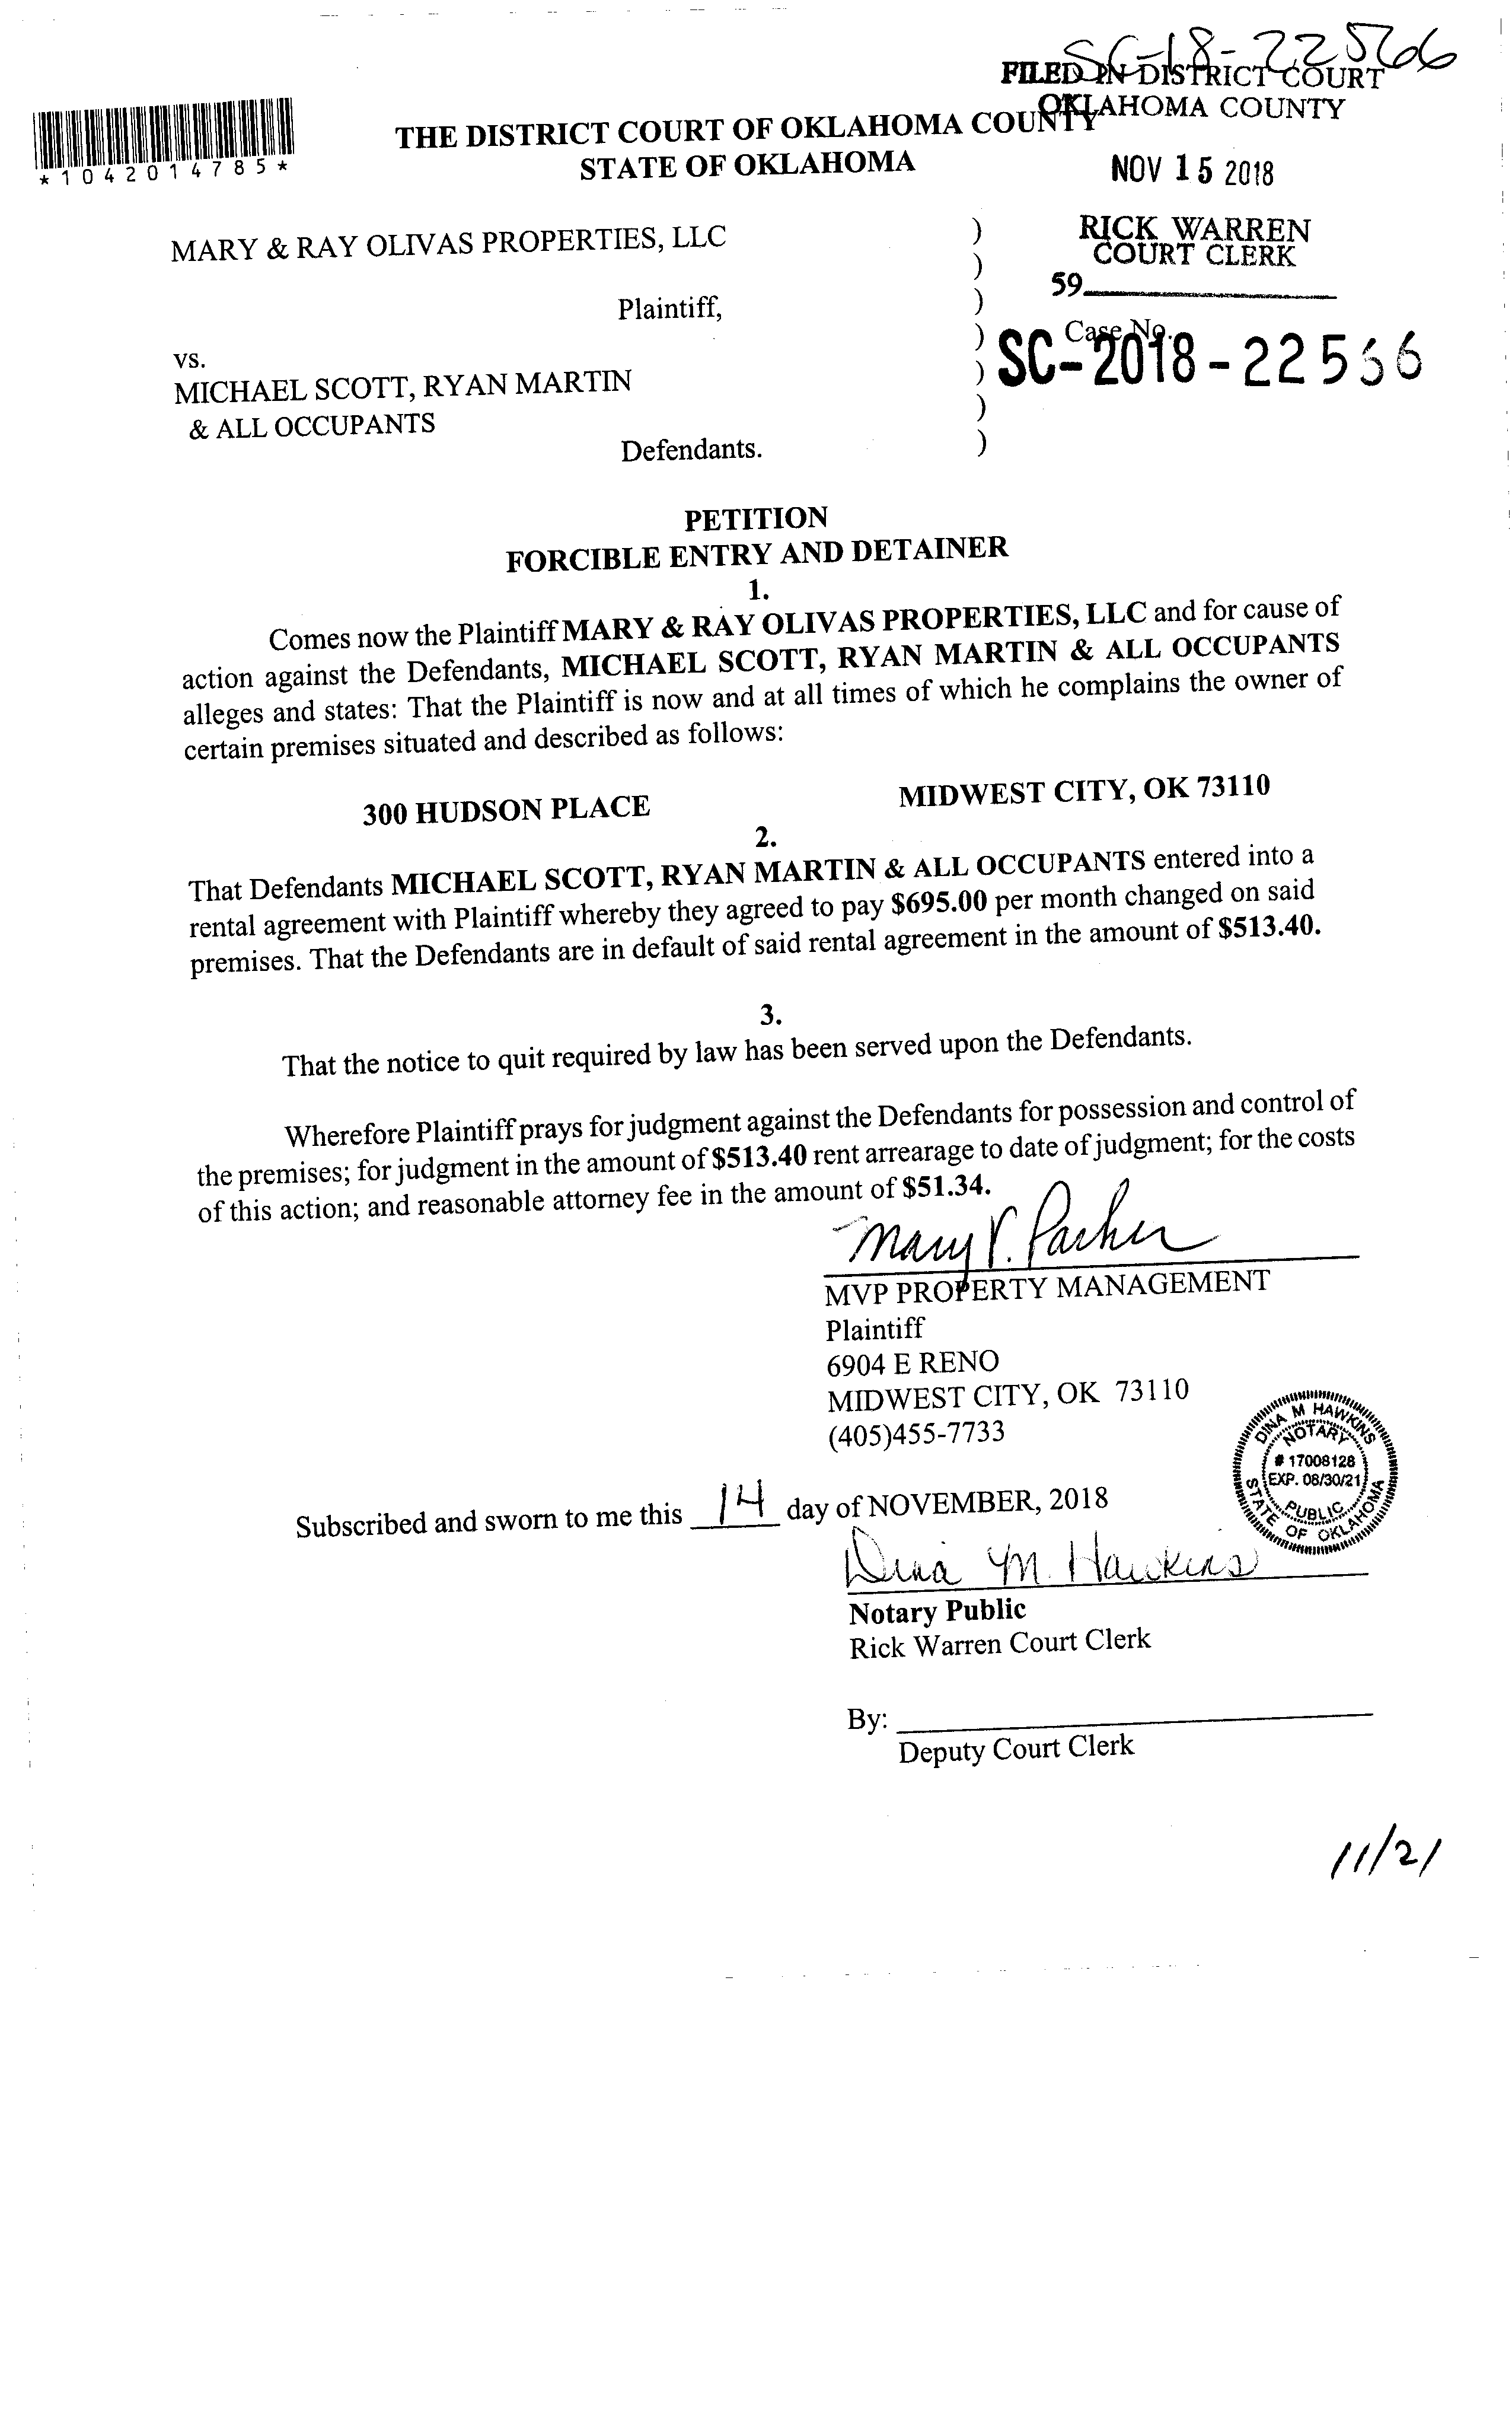 SC-18-22566
FILED IN DISTRICT COURT
OKLAHOMA COUNTY
*1042014785*
THE DISTRICT COURT OF OKLAHOMA COUNTY
STATE OF OKLAHOMA
NOV 15 2018
MARY & RAY OLIVAS PROPERTIES, LLC
)
RICK WARREN
COURT CLERK
)
59
Plaintiff,
)
Case No.
)
vs.
SC-2018-22566
MICHAEL SCOTT, RYAN MARTIN
)
& ALL OCCUPANTS
)
Defendants.
)
PETITION
FORCIBLE ENTRY AND DETAINER
1.
Comes now the Plaintiff MARY & RAY OLIVAS PROPERTIES, LLC and for cause of
action against the Defendants, MICHAEL SCOTT, RYAN MARTIN & ALL OCCUPANTS
alleges and states: That the Plaintiff is now and at all times of which he complains the owner of
certain premises situated and described as follows:
300 HUDSON PLACE MIDWEST CITY, OK 73110
2.
That Defendants MICHAEL SCOTT, RYAN MARTIN & ALL OCCUPANTS entered into a
rental agreement with Plaintiff whereby they agreed to pay $695.00 per month changed on said
premises. That the Defendants are in default of said rental agreement in the amount of $513.40.
3.
That the notice to quit required by law has been served upon the Defendants.
Wherefore Plaintiff prays for judgment against the Defendants for possession and control of
the premises; for judgment in the amount of $513.40 rent arrearage to date of judgment; for the costs
of this action; and reasonable attorney fee in the amount of $51.34.
Mary V. Parker
MVP PROPERTY MANAGEMENT
Plaintiff
6904 E RENO
MIDWEST CITY, OK 73110
(405)455-7733
DINA M HAWKINS
NOTARY
# 17008128
EXP. 08/30/21
PUBLIC
STATE OF OKLAHOMA
Subscribed and sworn to me this 14 day of NOVEMBER, 2018
Dina M. Hawkins
Notary Public
Rick Warren Court Clerk
By:
Deputy Court Clerk
11/21